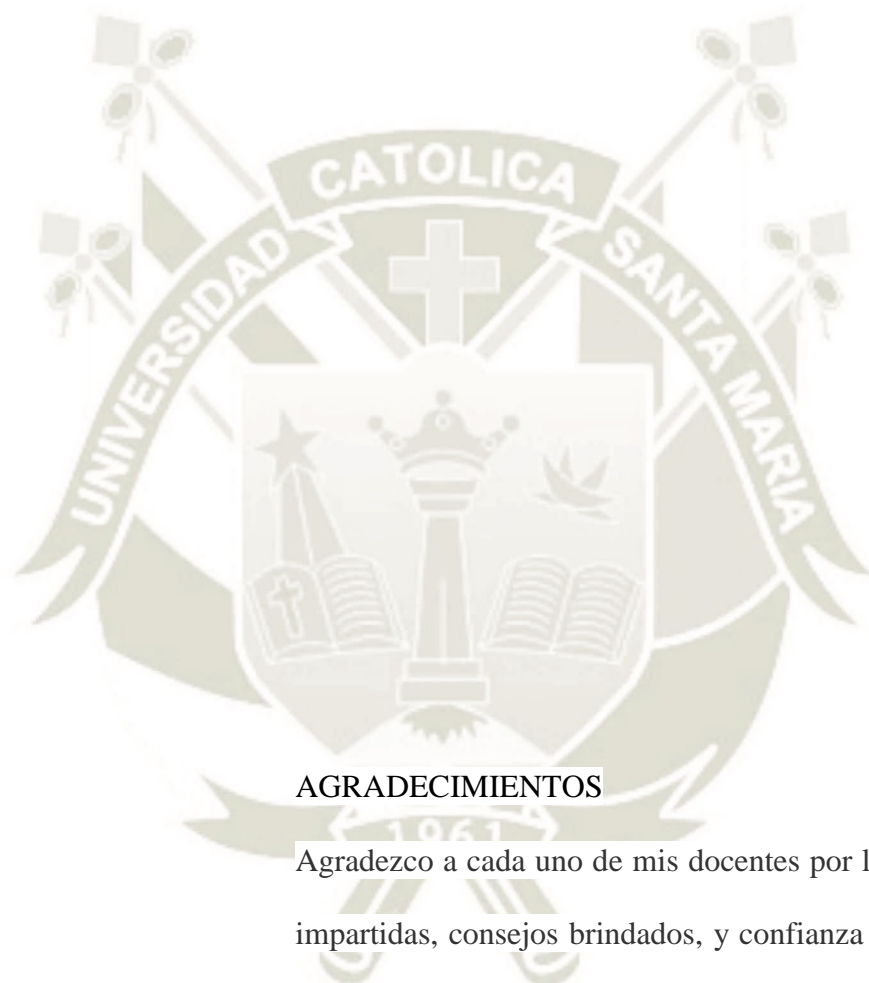 CATOLICA
UNIVERSIDAD
SANTA MARIA
AGRADECIMIENTOS
1961
Agradezco a cada uno de mis docentes por l
impartidas, consejos brindados, y confianza